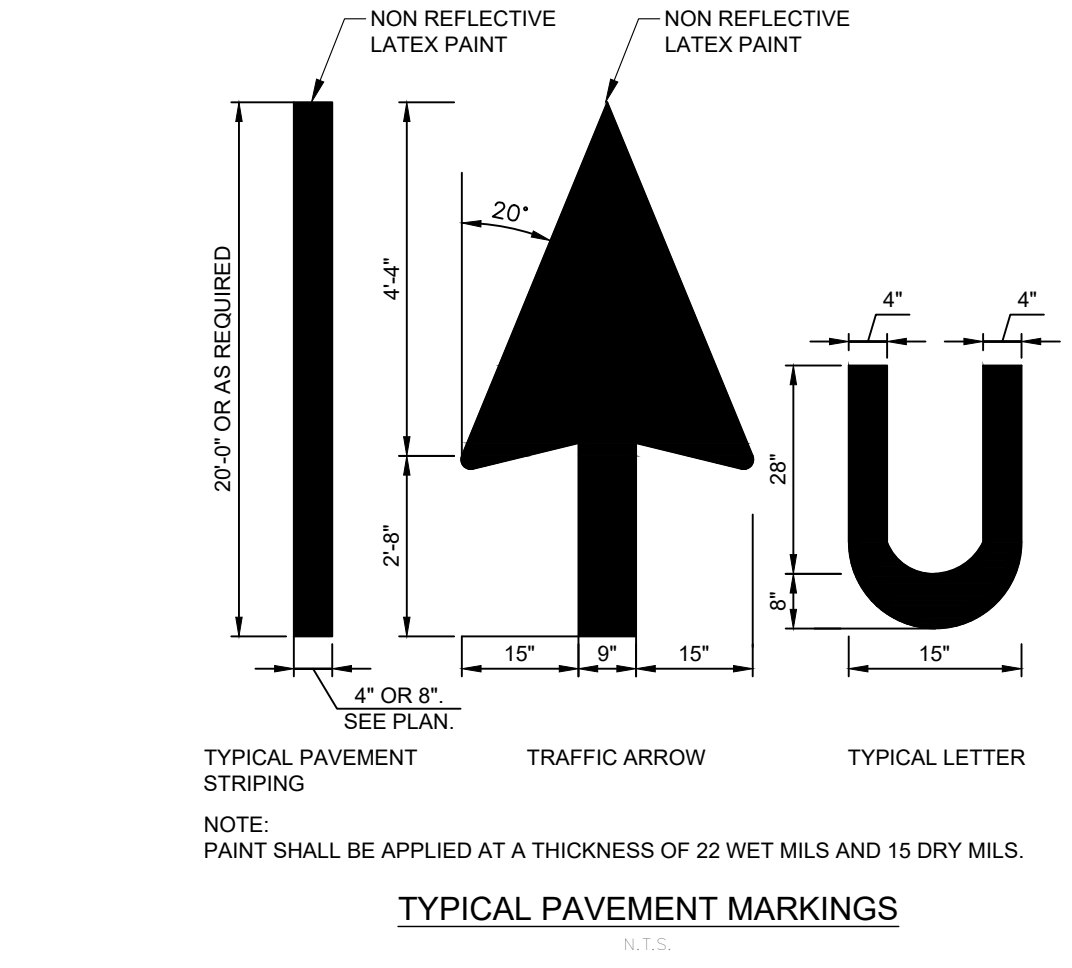 NON REFLECTIVE
LATEX PAINT
NON REFLECTIVE
LATEX PAINT
20'-0" OR AS REQUIRED
4'-4"
20°
2'-8"
4"
4"
28"
8"
15"
9"
15"
15"
4" OR 8".
SEE PLAN.
TYPICAL PAVEMENT
STRIPING
TRAFFIC ARROW
TYPICAL LETTER
NOTE:
PAINT SHALL BE APPLIED AT A THICKNESS OF 22 WET MILS AND 15 DRY MILS.
TYPICAL PAVEMENT MARKINGS
N.T.S.